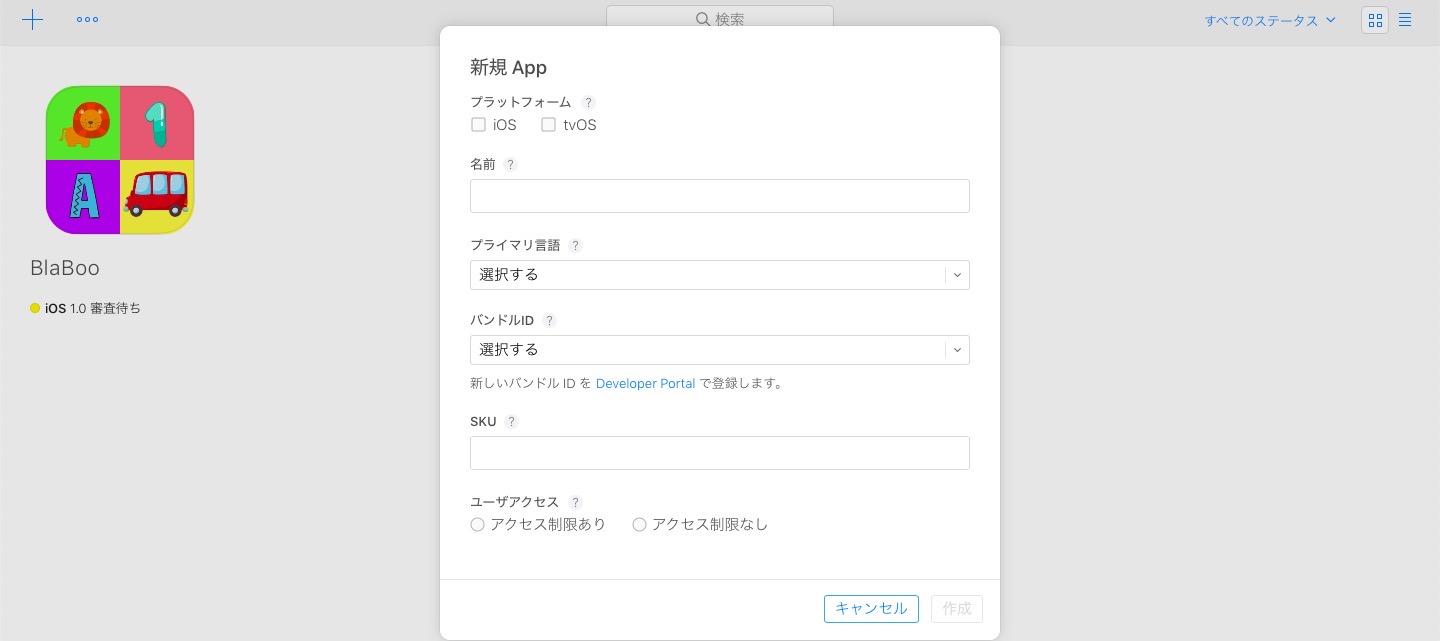 検索
すべてのステータス
新規 App
プラットフォーム ?
iOS tvOS
名前 ?
プライマリ言語 ?
選択する
バンドルID ?
選択する
新しいバンドル ID を Developer Portal で登録します。
SKU ?
ユーザアクセス ?
アクセス制限あり アクセス制限なし
キャンセル 作成
1
A
BlaBoo
iOS 1.0 審査待ち